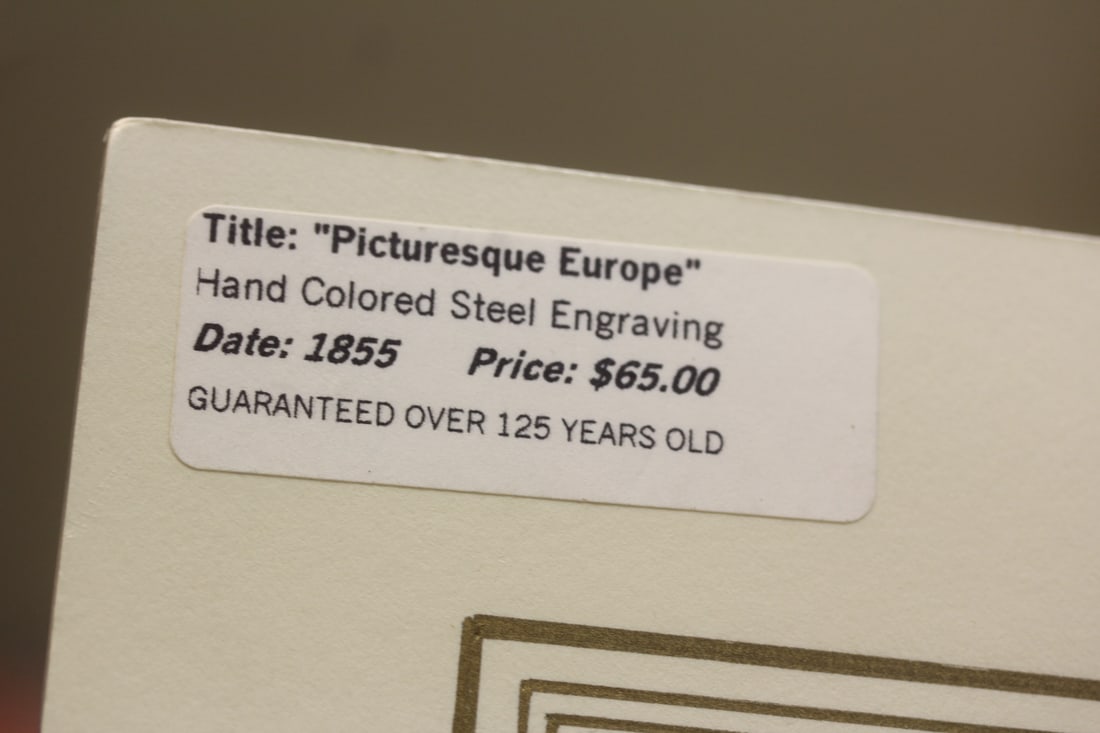 Title: "Picturesque Europe"
Hand Colored Steel Engraving
Date: 1855 Price: $65.00
GUARANTEED OVER 125 YEARS OLD